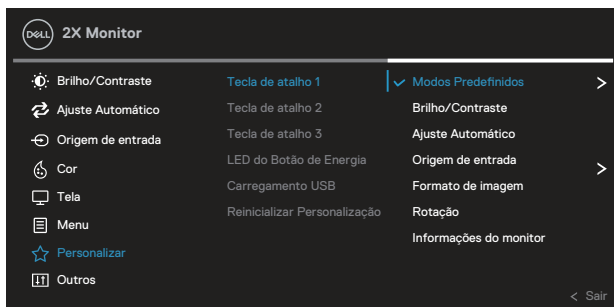 DELL 2X Monitor
Brilho/Contraste
Ajuste Automático
Origem de entrada
Cor
Tela
Menu
Personalizar
Outros
Tecla de atalho 1
Tecla de atalho 2
Tecla de atalho 3
LED do Botão de Energia
Carregamento USB
Reinicializar Personalização
Modos Predefinidos
Brilho/Contraste
Ajuste Automático
Origem de entrada
Formato de imagem
Rotação
Informações do monitor
< Sair